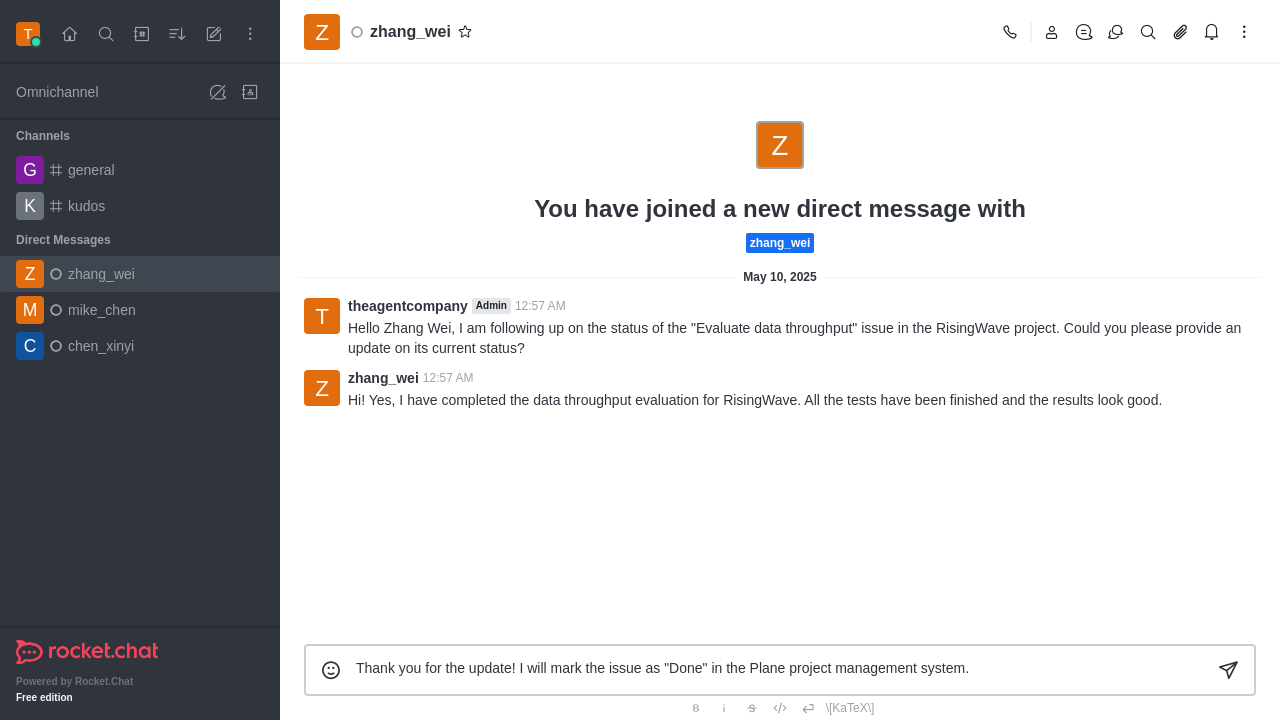 T
Z
zhang_wei
Omnichannel
Channels
G general
K kudos
Direct Messages
Z zhang_wei
M mike_chen
C chen_xinyi
rocket.chat
Powered by Rocket.Chat
Free edition
Z
You have joined a new direct message with
zhang_wei
May 10, 2025
T
theagentcompany Admin 12:57 AM
Hello Zhang Wei, I am following up on the status of the "Evaluate data throughput" issue in the RisingWave project. Could you please provide an
update on its current status?
Z
zhang_wei 12:57 AM
Hi! Yes, I have completed the data throughput evaluation for RisingWave. All the tests have been finished and the results look good.
Thank you for the update! I will mark the issue as "Done" in the Plane project management system.
B i S </> \[KaTeX\]